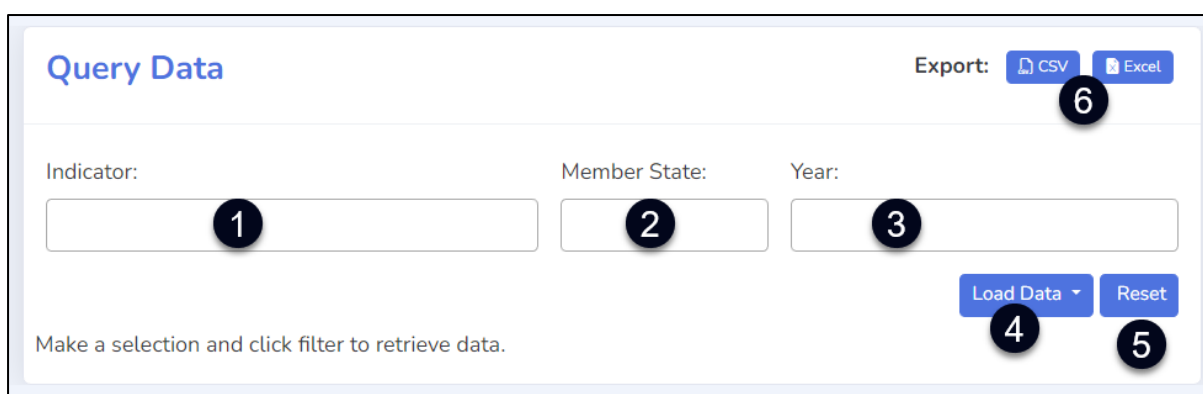 Query Data
Export: CSV Excel
6
Indicator: Member State: Year:
1 2 3
Load Data Reset
4 5
Make a selection and click filter to retrieve data.